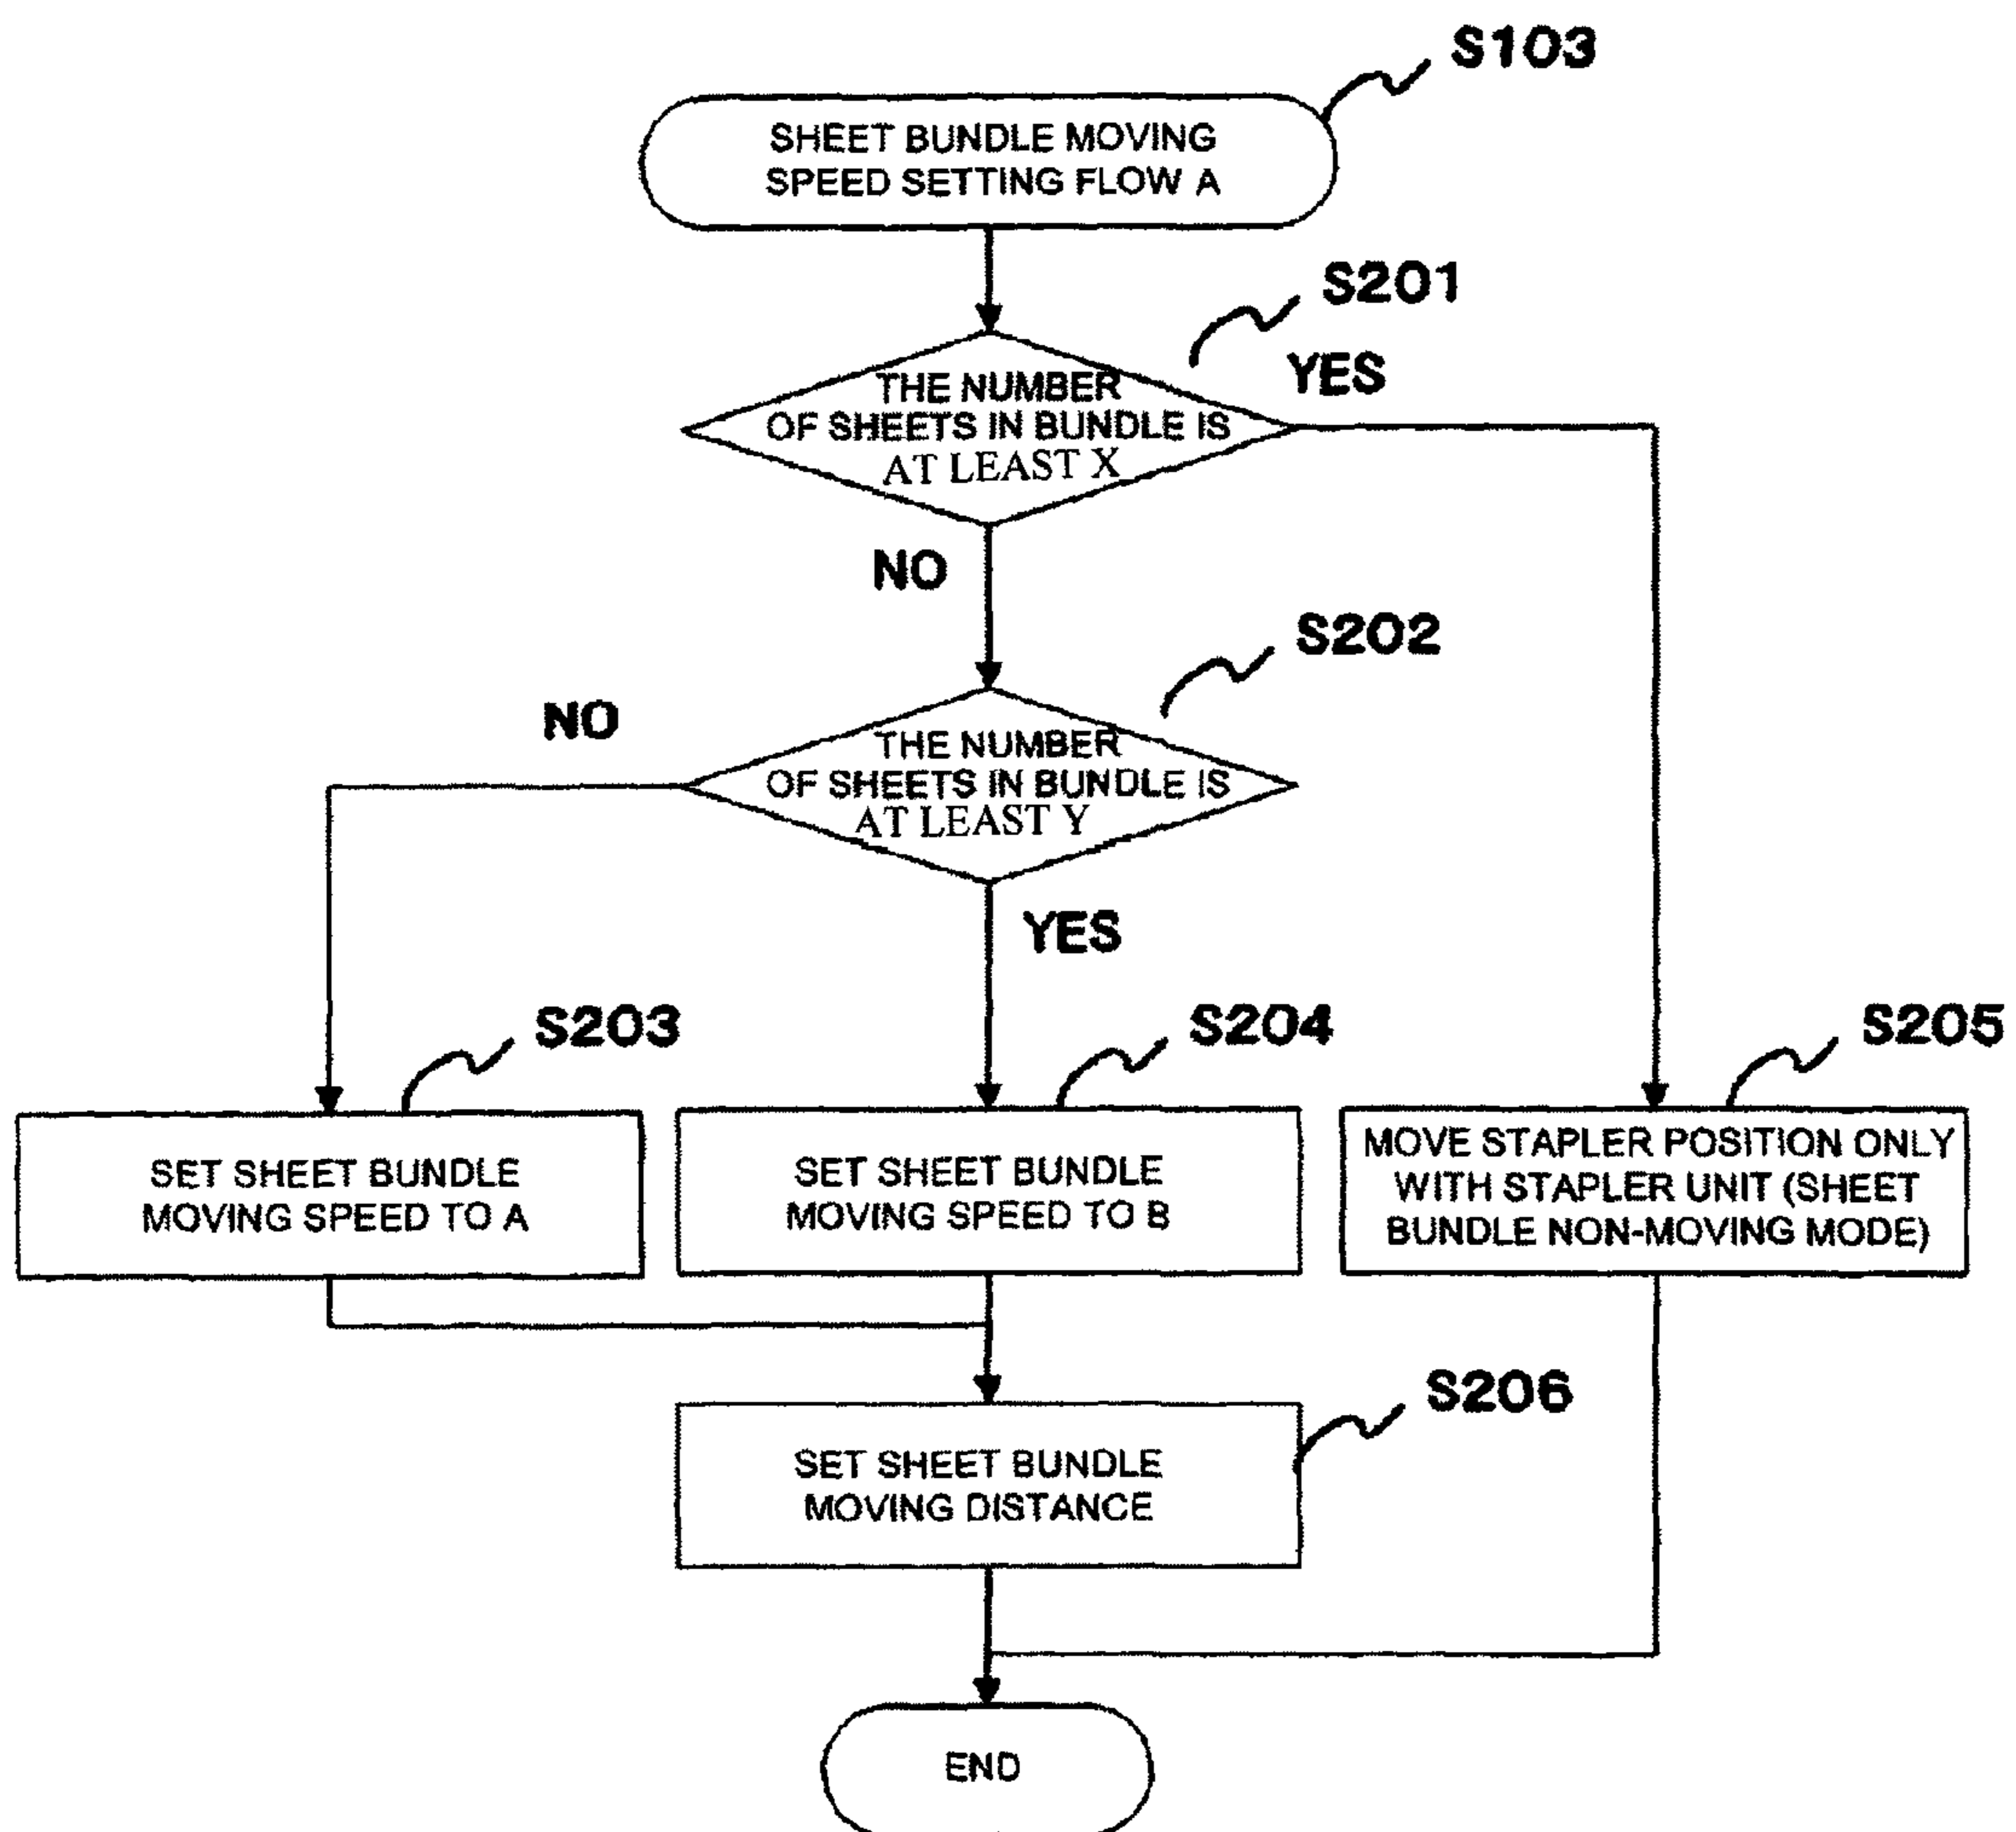 S103
SHEET BUNDLE MOVING
SPEED SETTING FLOW A
S201
YES
THE NUMBER
OF SHEETS IN BUNDLE IS
AT LEAST X
NO
S202
NO
THE NUMBER
OF SHEETS IN BUNDLE IS
AT LEAST Y
YES
S203
S204
S205
SET SHEET BUNDLE
MOVING SPEED TO A
SET SHEET BUNDLE
MOVING SPEED TO B
MOVE STAPLER POSITION ONLY
WITH STAPLER UNIT (SHEET
BUNDLE NON-MOVING MODE)
S206
SET SHEET BUNDLE
MOVING DISTANCE
END